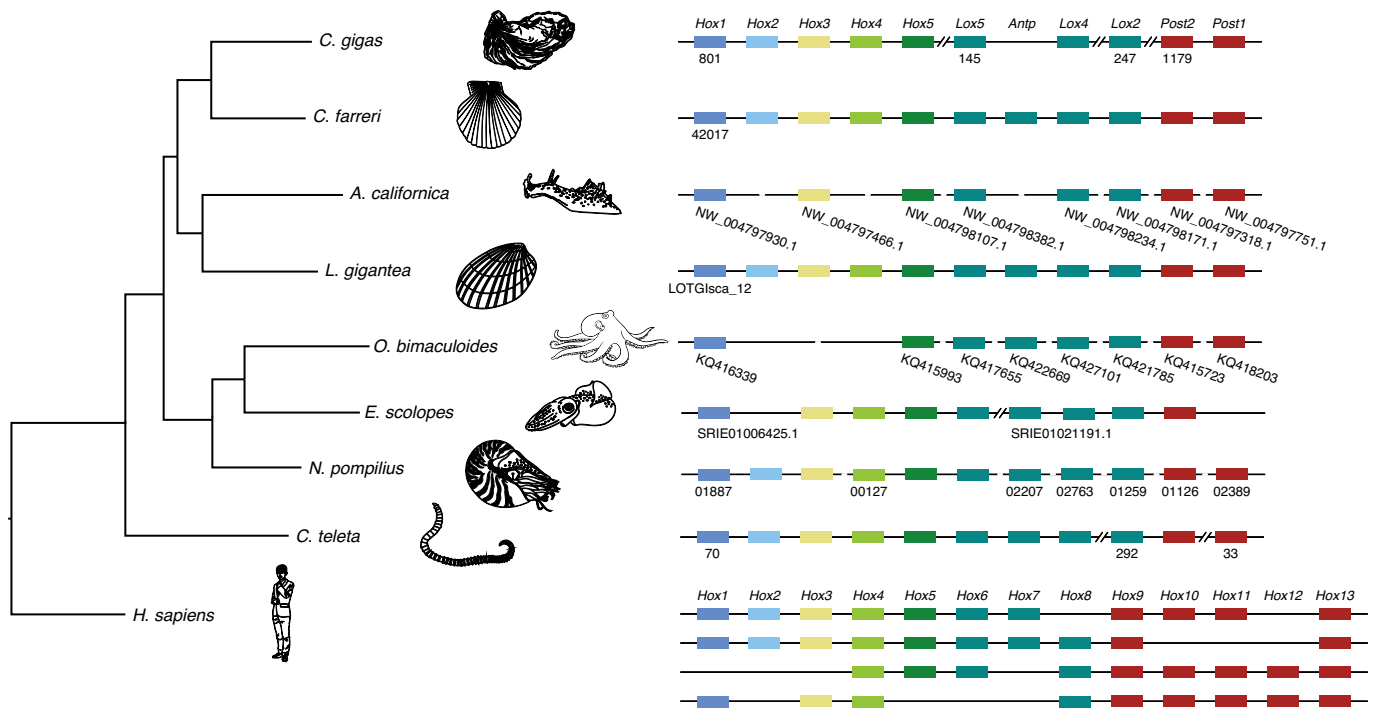 Hox1 Hox2 Hox3 Hox4 Hox5 Lox5 Antp Lox4 Lox2 Post2 Post1
C. gigas
801 145 247 1179
C. farreri
42017
A. californica
NW_004797930.1 NW_004797466.1 NW_004798107.1 NW_004798382.1 NW_004798234.1 NW_004798171.1 NW_004797318.1 NW_004797751.1
L. gigantea
LOTGIsca_12
O. bimaculoides
KQ416339 KQ415993 KQ417655 KQ422669 KQ427101 KQ421785 KQ415723 KQ418203
E. scolopes
SRIE01006425.1 SRIE01021191.1
N. pompilius
01887 00127 02207 02763 01259 01126 02389
C. teleta
70 292 33
Hox1 Hox2 Hox3 Hox4 Hox5 Hox6 Hox7 Hox8 Hox9 Hox10 Hox11 Hox12 Hox13
H. sapiens